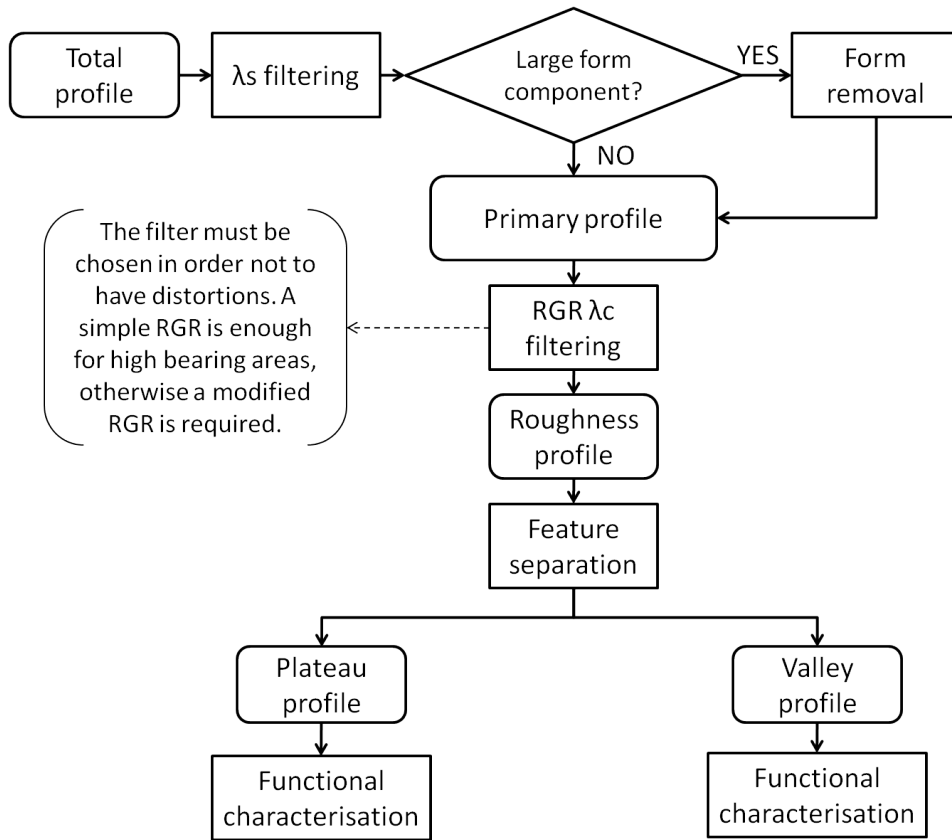 Total
profile
λs filtering
Large form
component?
YES
Form
removal
NO
Primary profile
The filter must be
chosen in order not to
have distortions. A
simple RGR is enough
for high bearing areas,
otherwise a modified
RGR is required.
RGR λc
filtering
Roughness
profile
Feature
separation
Plateau
profile
Valley
profile
Functional
characterisation
Functional
characterisation